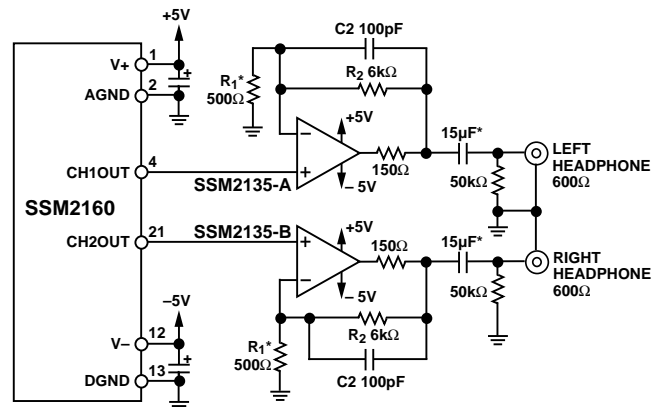 +5V
C2 100pF
1
V+
+
R1*
500Ω
R2 6kΩ
2
AGND
+5V
15µF*
LEFT
HEADPHONE
600Ω
−
+
150Ω
4
CH1OUT
– 5V
50kΩ
SSM2135-A
SSM2160
SSM2135-B
21
CH2OUT
+5V
150Ω
15µF*
+
−
RIGHT
HEADPHONE
600Ω
– 5V
50kΩ
–5V
12
V–
+
R1*
500Ω
R2 6kΩ
13
DGND
C2 100pF